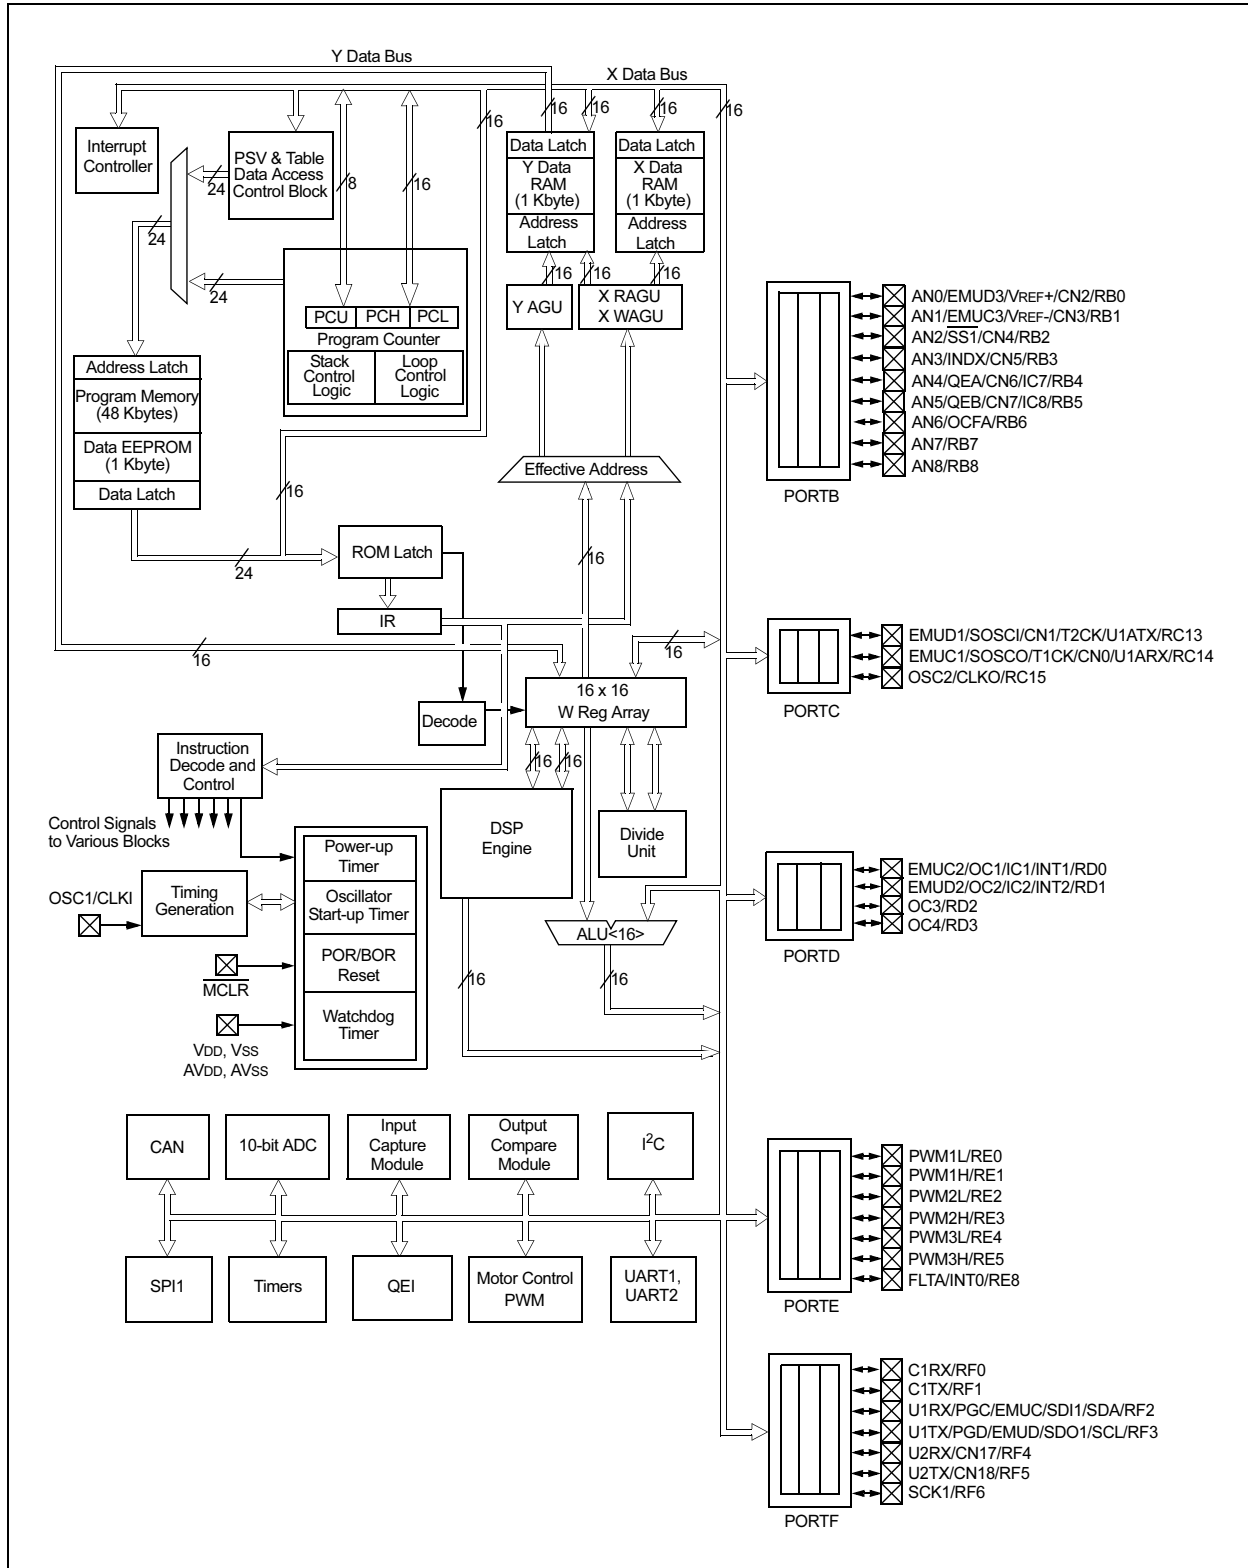 Y Data Bus
X Data Bus
16
16
16
16
16
Interrupt
Controller
PSV & Table
Data Access
Control Block
24
8
16
24
24
Data Latch
Y Data
RAM
(1 Kbyte)
Address
Latch
Data Latch
X Data
RAM
(1 Kbyte)
Address
Latch
16
16
16
Y AGU
X RAGU
X WAGU
PCU
PCH
PCL
Program Counter
Stack
Control
Logic
Loop
Control
Logic
Address Latch
Program Memory
(48 Kbytes)
Data EEPROM
(1 Kbyte)
Data Latch
Effective Address
16
24
ROM Latch
16
IR
16
16
16 x 16
W Reg Array
Decode
Instruction
Decode and
Control
16
16
Control Signals
to Various Blocks
DSP
Engine
Divide
Unit
Power-up
Timer
OSC1/CLKI
Timing
Generation
Oscillator
Start-up Timer
ALU<16>
POR/BOR
Reset
MCLR
16
16
Watchdog
Timer
VDD, VSS
AVDD, AVSS
CAN
10-bit ADC
Input
Capture
Module
Output
Compare
Module
I2C
SPI1
Timers
QEI
Motor Control
PWM
UART1,
UART2
AN0/EMUD3/VREF+/CN2/RB0
AN1/EMUC3/VREF-/CN3/RB1
AN2/SS1/CN4/RB2
AN3/INDX/CN5/RB3
AN4/QEA/CN6/IC7/RB4
AN5/QEB/CN7/IC8/RB5
AN6/OCFA/RB6
AN7/RB7
AN8/RB8
PORTB
EMUD1/SOSCI/CN1/T2CK/U1ATX/RC13
EMUC1/SOSCO/T1CK/CN0/U1ARX/RC14
OSC2/CLKO/RC15
PORTC
EMUC2/OC1/IC1/INT1/RD0
EMUD2/OC2/IC2/INT2/RD1
OC3/RD2
OC4/RD3
PORTD
PWM1L/RE0
PWM1H/RE1
PWM2L/RE2
PWM2H/RE3
PWM3L/RE4
PWM3H/RE5
FLTA/INT0/RE8
PORTE
C1RX/RF0
C1TX/RF1
U1RX/PGC/EMUC/SDI1/SDA/RF2
U1TX/PGD/EMUD/SDO1/SCL/RF3
U2RX/CN17/RF4
U2TX/CN18/RF5
SCK1/RF6
PORTF